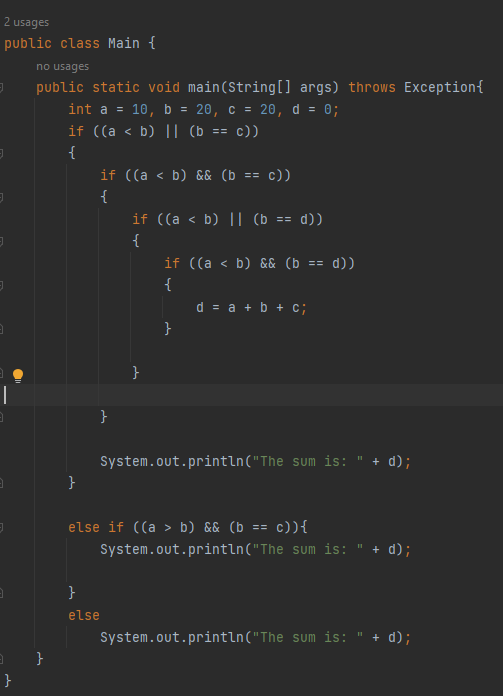 2 usages
public class Main {
no usages
public static void main(String[] args) throws Exception{
int a = 10, b = 20, c = 20, d = 0;
if ((a < b) || (b == c))
{
if ((a < b) && (b == c))
{
if ((a < b) || (b == d))
{
if ((a < b) && (b == d))
{
d = a + b + c;
}
}
}
System.out.println("The sum is: " + d);
}
else if ((a > b) && (b == c)){
System.out.println("The sum is: " + d);
}
else
System.out.println("The sum is: " + d);
}
}